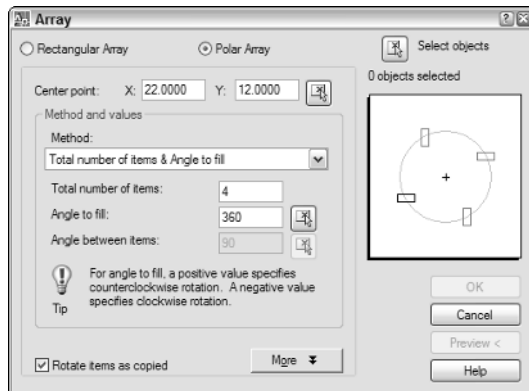 Array
Rectangular Array
Polar Array
Select objects
0 objects selected
Center point: X: 22.0000 Y: 12.0000
Method and values
Method:
Total number of items & Angle to fill
Total number of items: 4
Angle to fill: 360
Angle between items: 90
Tip
For angle to fill, a positive value specifies
counterclockwise rotation. A negative value
specifies clockwise rotation.
Rotate items as copied
More
OK
Cancel
Preview <
Help